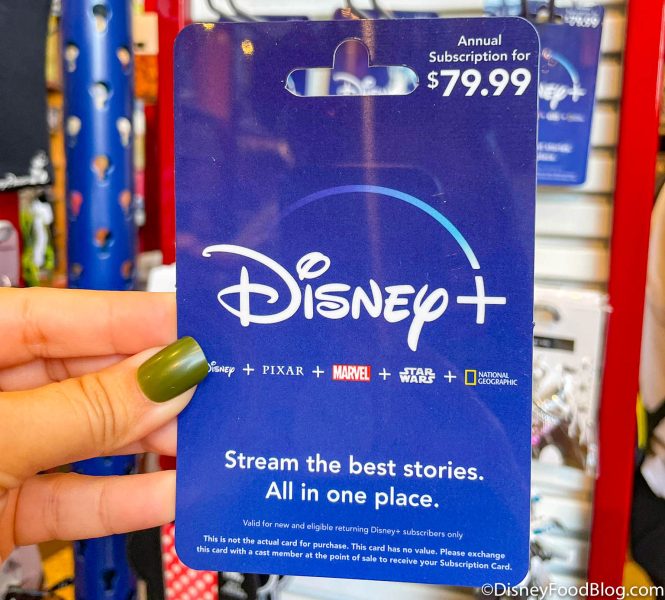 Annual
Subscription for
$79.99
Disney+
Disney + PIXAR + MARVEL + STAR WARS + NATIONAL GEOGRAPHIC
Stream the best stories.
All in one place.
Valid for new and eligible returning Disney+ subscribers only
This is not the actual card for purchase. This card has no value. Please exchange
this card with a cast member at the point of sale to receive your Subscription Card.
$79.99
©DisneyFoodBlog.com